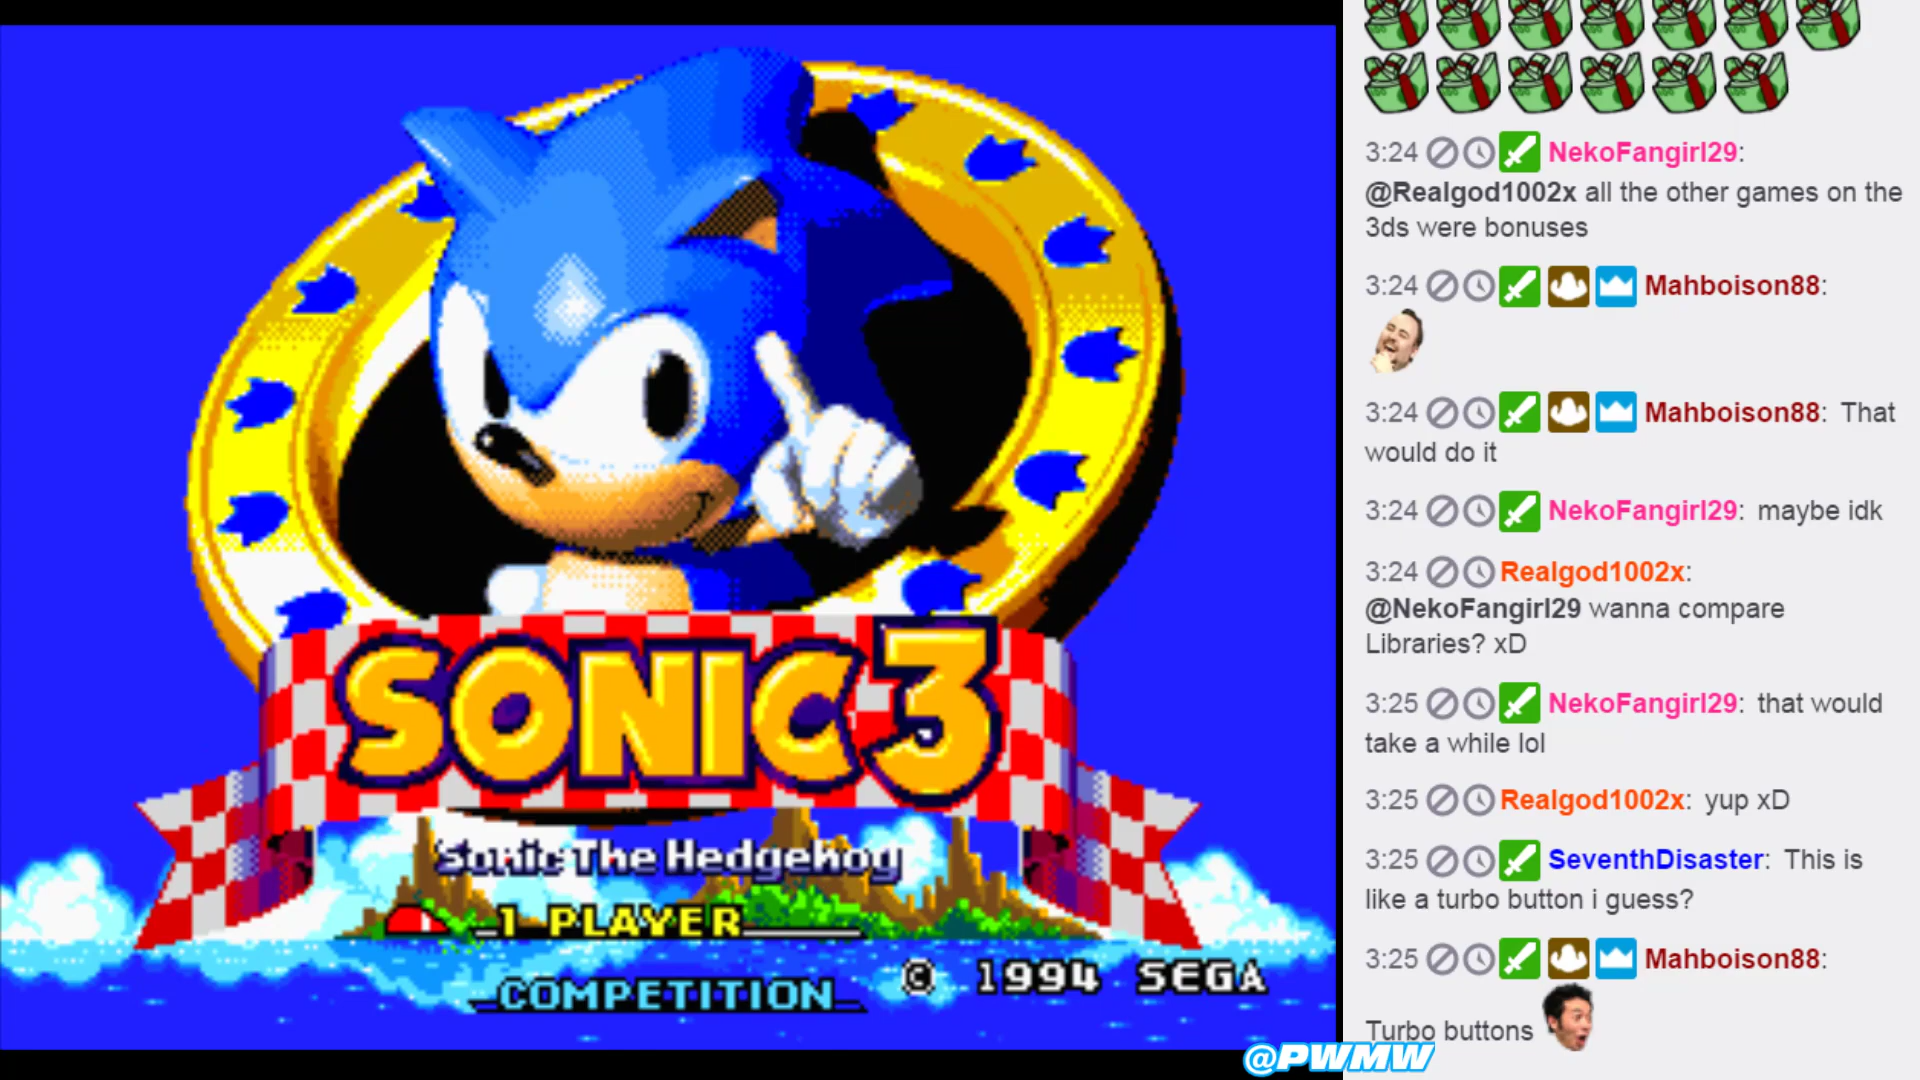 SONIC 3
Sonic The Hedgehog
1 PLAYER
COMPETITION
© 1994 SEGA
3:24 NekoFangirl29:
@Realgod1002x all the other games on the
3ds were bonuses
3:24 Mahboison88:
3:24 Mahboison88: That
would do it
3:24 NekoFangirl29: maybe idk
3:24 Realgod1002x:
@NekoFangirl29 wanna compare
Libraries? xD
3:25 NekoFangirl29: that would
take a while lol
3:25 Realgod1002x: yup xD
3:25 SeventhDisaster: This is
like a turbo button i guess?
3:25 Mahboison88:
Turbo buttons
@PWMW